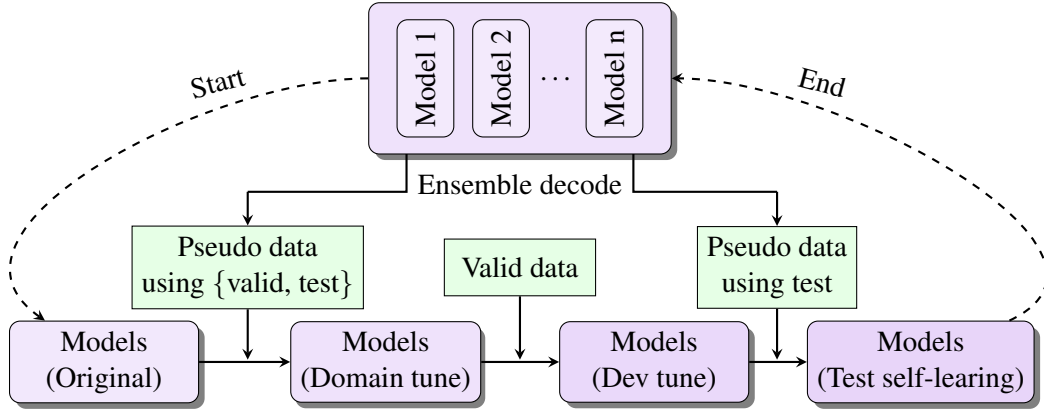 Model 1
Model 2
...
Model n
Start
End
Ensemble decode
Pseudo data
using {valid, test}
Valid data
Pseudo data
using test
Models
(Original)
Models
(Domain tune)
Models
(Dev tune)
Models
(Test self-learing)